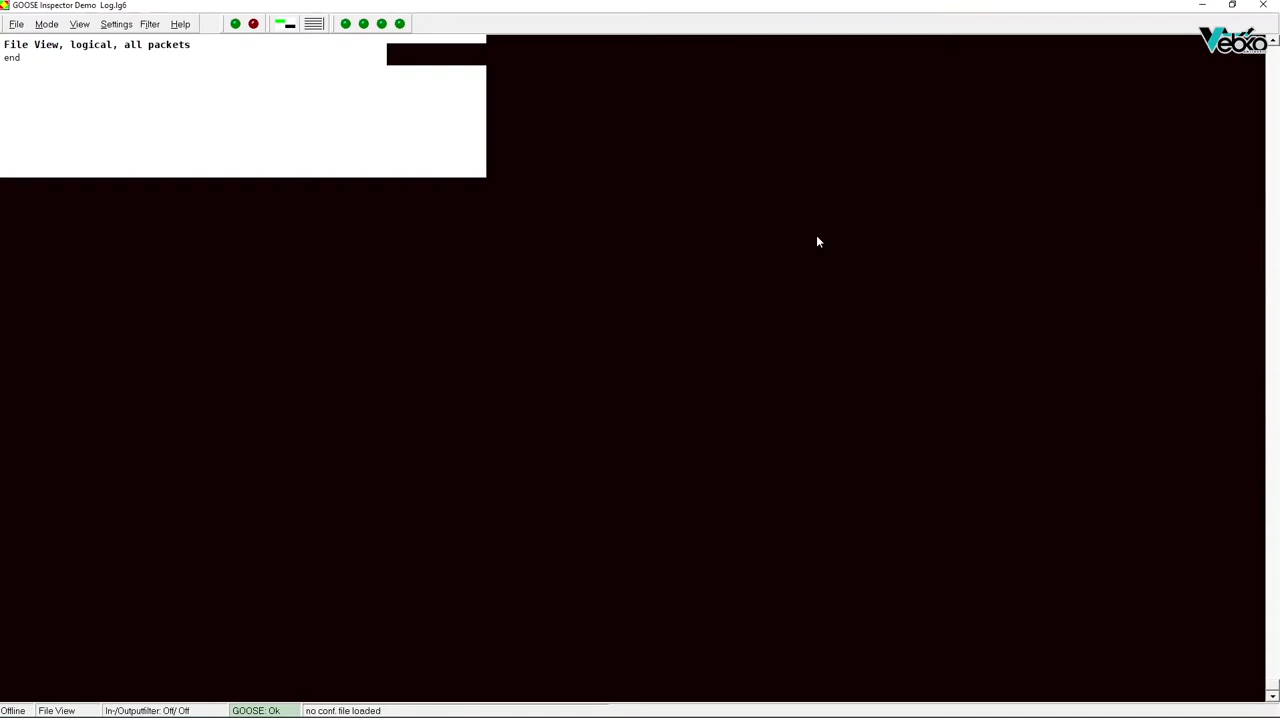 GOOSE Inspector Demo Log.lg6
File Mode View Settings Filter Help
Vebko
File View, logical, all packets
end
Offline File View In-/Outputfilter: Off/ Off GOOSE: Ok no conf. file loaded